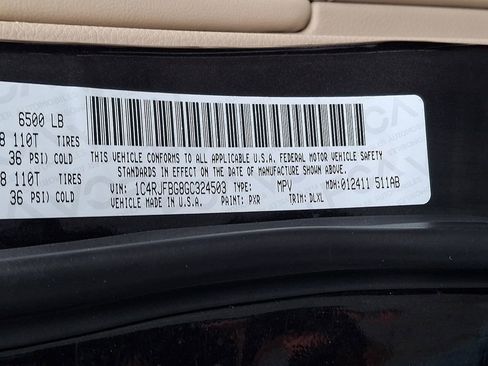 6500 LB
8 110T TIRES
36 PSI) COLD
8 110T TIRES
36 PSI) COLD
THIS VEHICLE CONFORMS TO ALL APPLICABLE U.S.A. FEDERAL MOTOR VEHICLE SAFETY
STANDARDS IN EFFECT ON THE DATE OF MANUFACTURE SHOWN ABOVE.
VIN: 1C4RJFBG8GC324503 TYPE: MPV MDH: 012411 511AB
VEHICLE MADE IN U.S.A. PAINT: PXR TRIM: DLXL